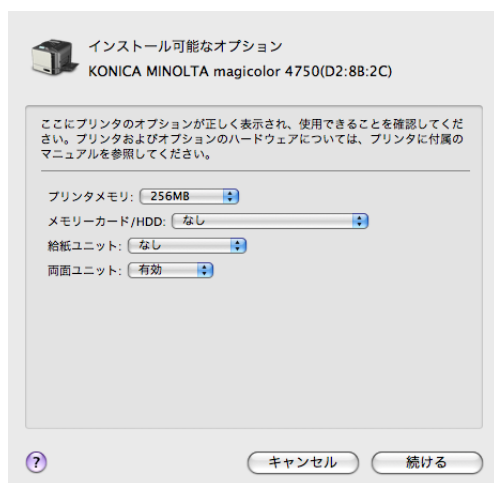 インストール可能なオプション
KONICA MINOLTA magicolor 4750(D2:8B:2C)
ここにプリンタのオプションが正しく表示され、使用できることを確認してくだ
さい。プリンタおよびオプションのハードウェアについては、プリンタに付属の
マニュアルを参照してください。
プリンタメモリ: 256MB
メモリーカード/HDD: なし
給紙ユニット: なし
両面ユニット: 有効
? キャンセル 続ける